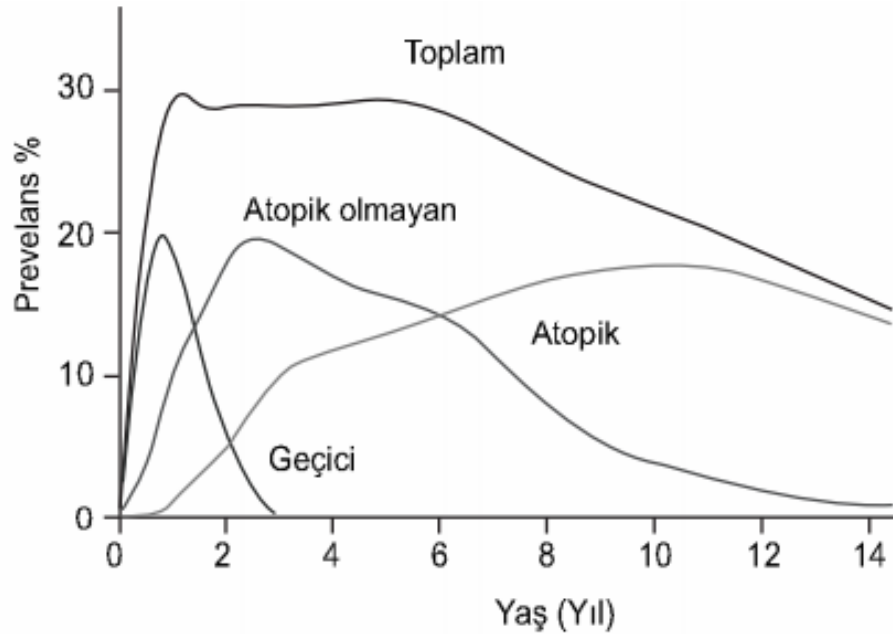 Toplam
30
Atopik olmayan
20
Prevelans %
Atopik
10
Geçici
0
0 2 4 6 8 10 12 14
Yaş (Yıl)